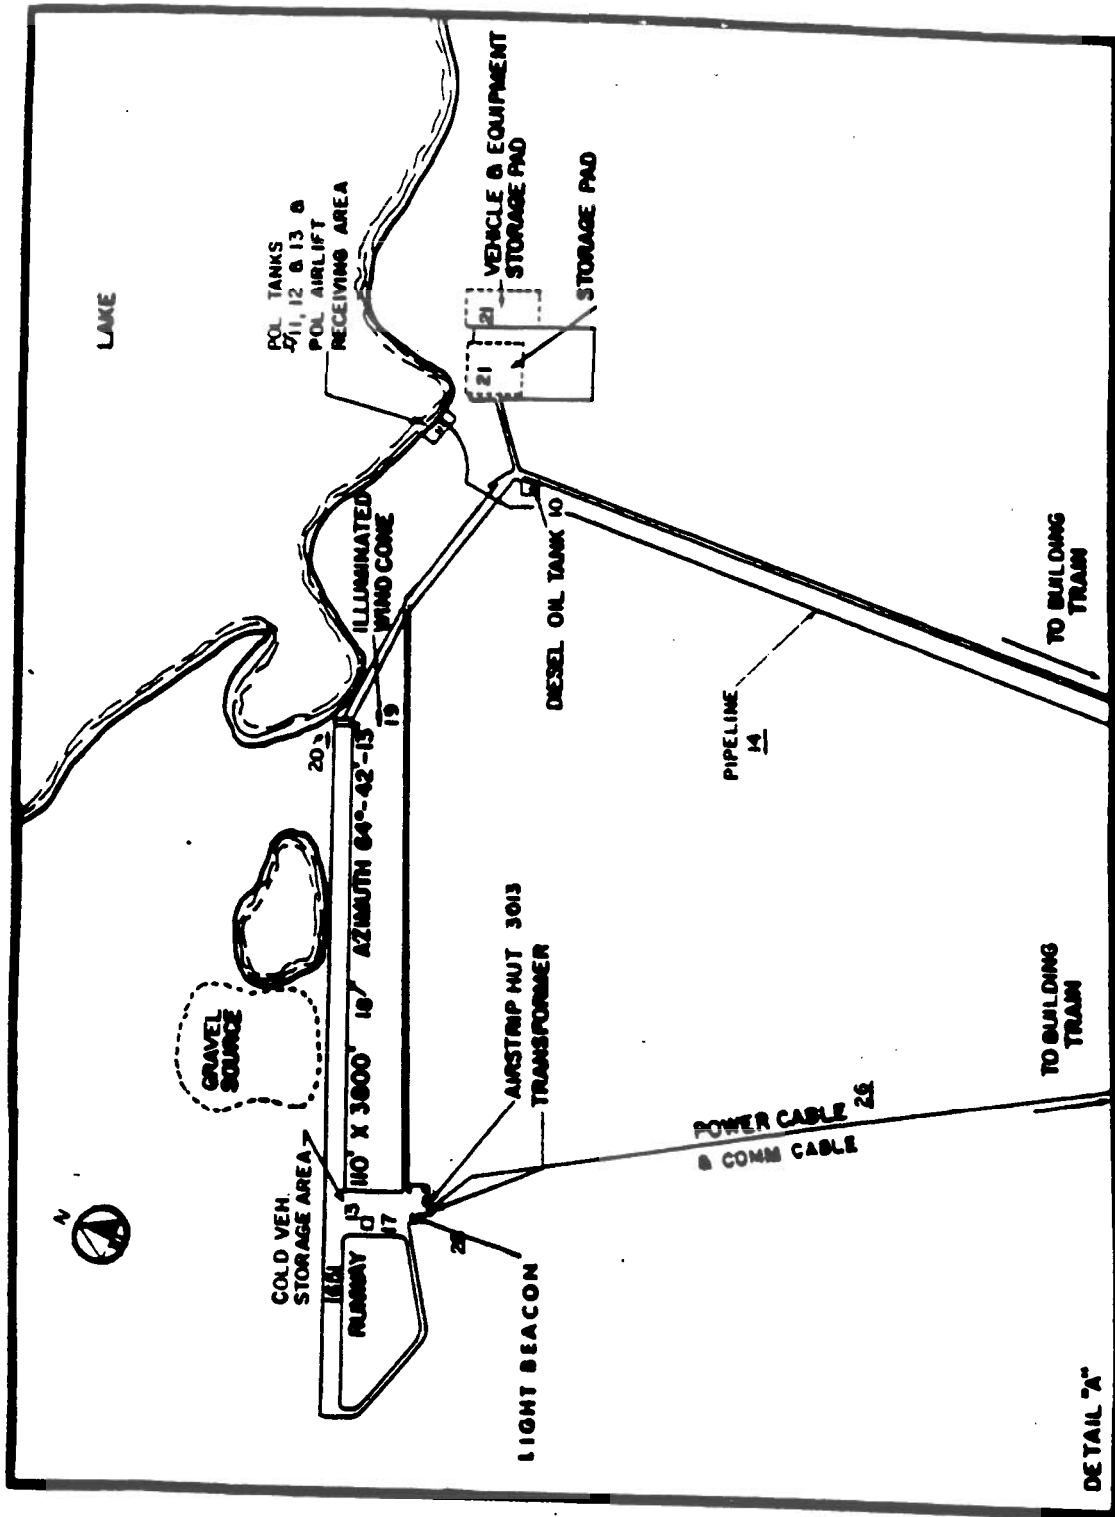 LAKE
POL TANKS
11, 12 & 13 &
POL AIRLIFT
RECEIVING AREA
VEHICLE & EQUIPMENT
STORAGE PAD
STORAGE PAD
21
21
ILLUMINATED
WIND CONE
19
20
DIESEL OIL TANK 10
PIPELINE
14
TO BUILDING
TRAIN
GRAVEL
SOURCE
N
COLD VEH.
STORAGE AREA
RUNWAY
110' X 3800'
18
AZIMUTH 64°-42'-13
13
17
AIRSTRIP HUT 3013
TRANSFORMER
LIGHT BEACON
POWER CABLE 26
& COMM CABLE
TO BUILDING
TRAIN
DETAIL "A"